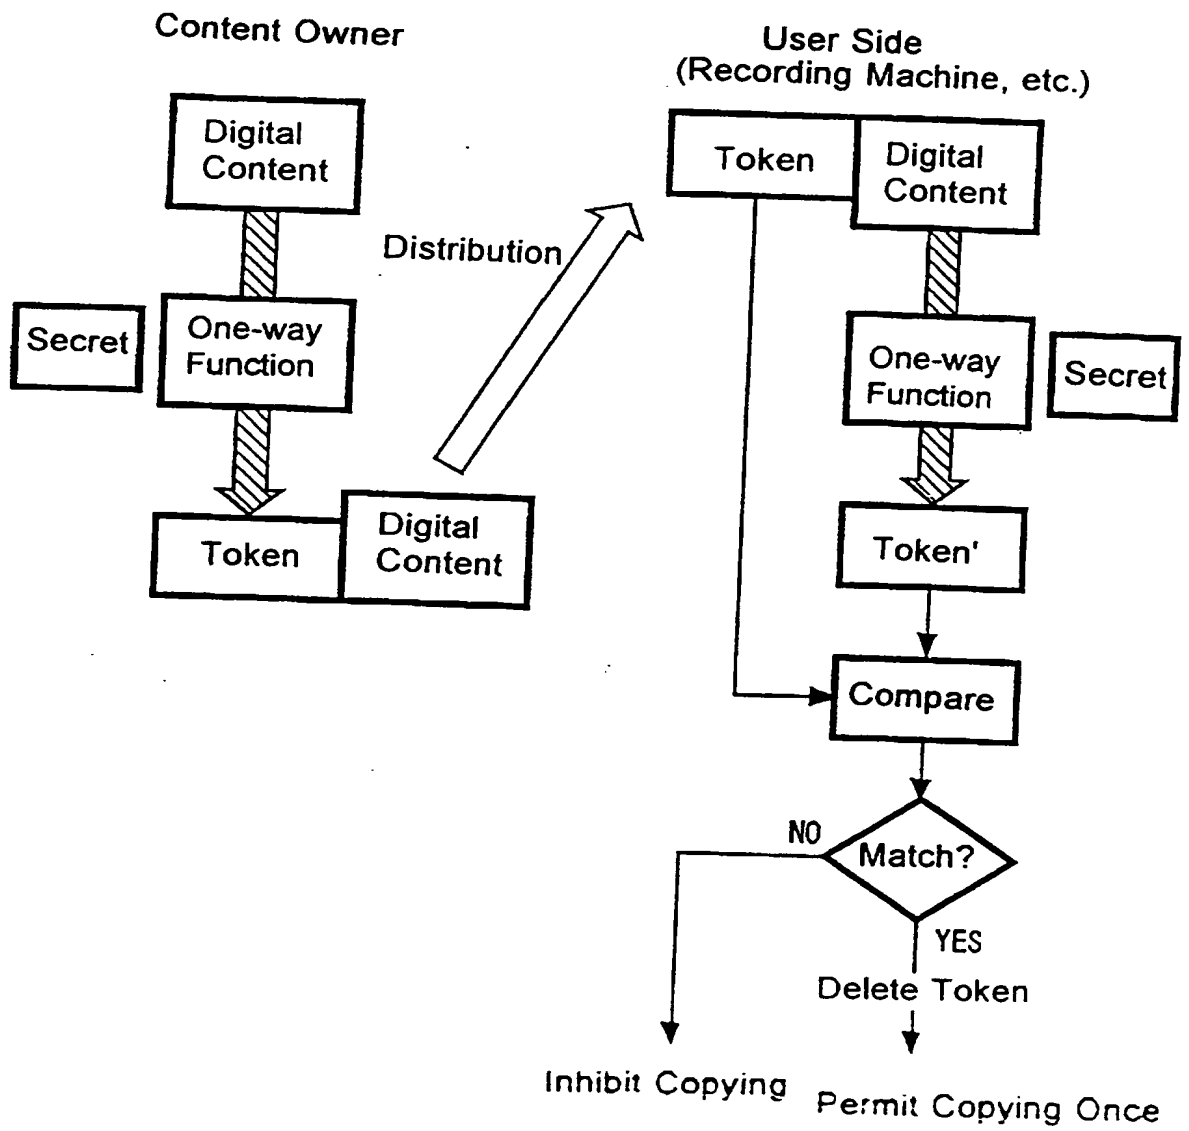 Content Owner
Digital
Content
Secret
One-way
Function
Token
Digital
Content
Distribution
User Side
(Recording Machine, etc.)
Token
Digital
Content
One-way
Function
Secret
Token'
Compare
Match?
NO
YES
Delete Token
Inhibit Copying
Permit Copying Once